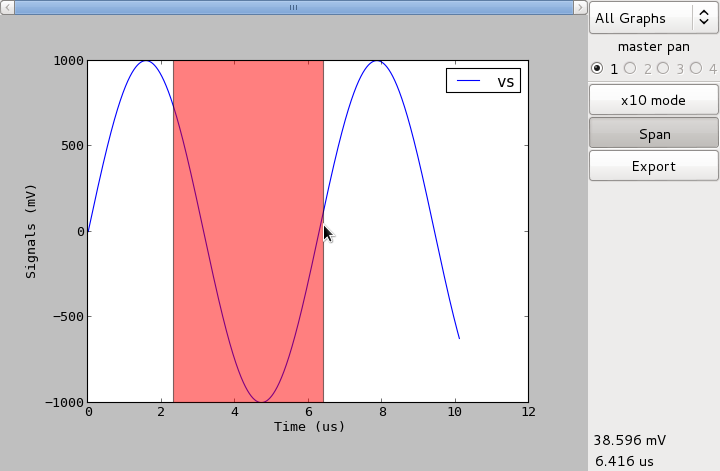 All Graphs
master pan
1 2 3 4
x10 mode
Span
Export
vs
1000
500
0
−500
−1000
Signals (mV)
0 2 4 6 8 10 12
Time (us)
38.596 mV
6.416 us